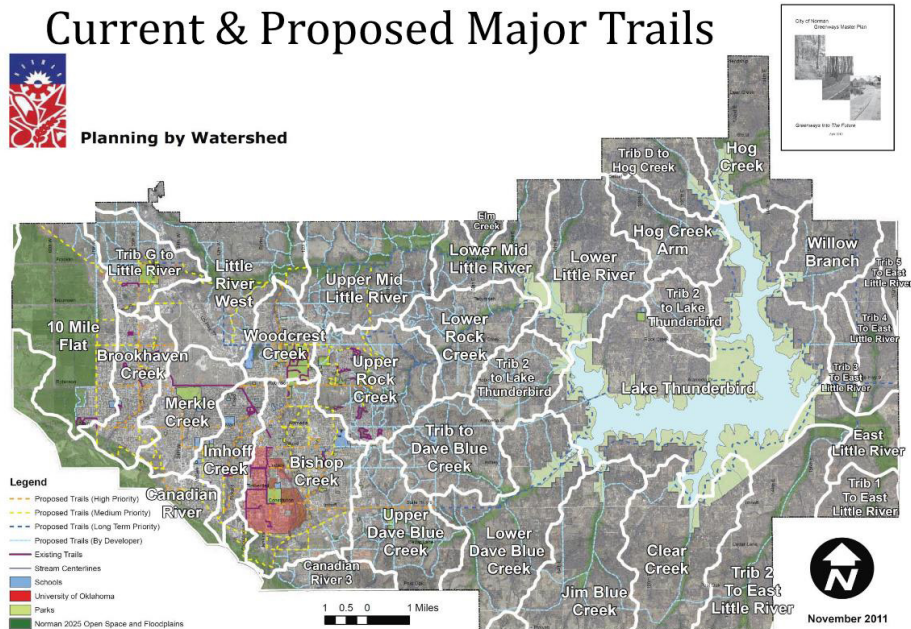 Current & Proposed Major Trails
City of Norman
Greenways Master Plan
Greenways Into The Future
Planning by Watershed
Trib D to
Hog Creek
Hog
Creek
Elm
Creek
Trib G to
Little River
Little
River
West
Upper Mid
Little River
Lower Mid
Little River
Lower
Little River
Hog Creek
Arm
Willow
Branch
Trib 5
To East
Little River
10 Mile
Flat
Brookhaven
Creek
Woodcrest
Creek
Upper
Rock
Creek
Lower
Rock
Creek
Trib 2
to Lake
Thunderbird
Trib 2
to Lake
Thunderbird
Trib 4
To East
Little River
Trib 3
To East
Little River
Lake Thunderbird
Merkle
Creek
Imhoff
Creek
Bishop
Creek
Trib to
Dave Blue
Creek
East
Little River
Trib 1
To East
Little River
Canadian
River
Upper
Dave Blue
Creek
Lower
Dave Blue
Creek
Clear
Creek
Canadian
River 3
Jim Blue
Creek
Trib 2
To East
Little River
Legend
Proposed Trails (High Priority)
Proposed Trails (Medium Priority)
Proposed Trails (Long Term Priority)
Proposed Trails (By Developer)
Existing Trails
Stream Centerlines
Schools
University of Oklahoma
Parks
Norman 2025 Open Space and Floodplains
1 0.5 0 1 Miles
N
November 2011